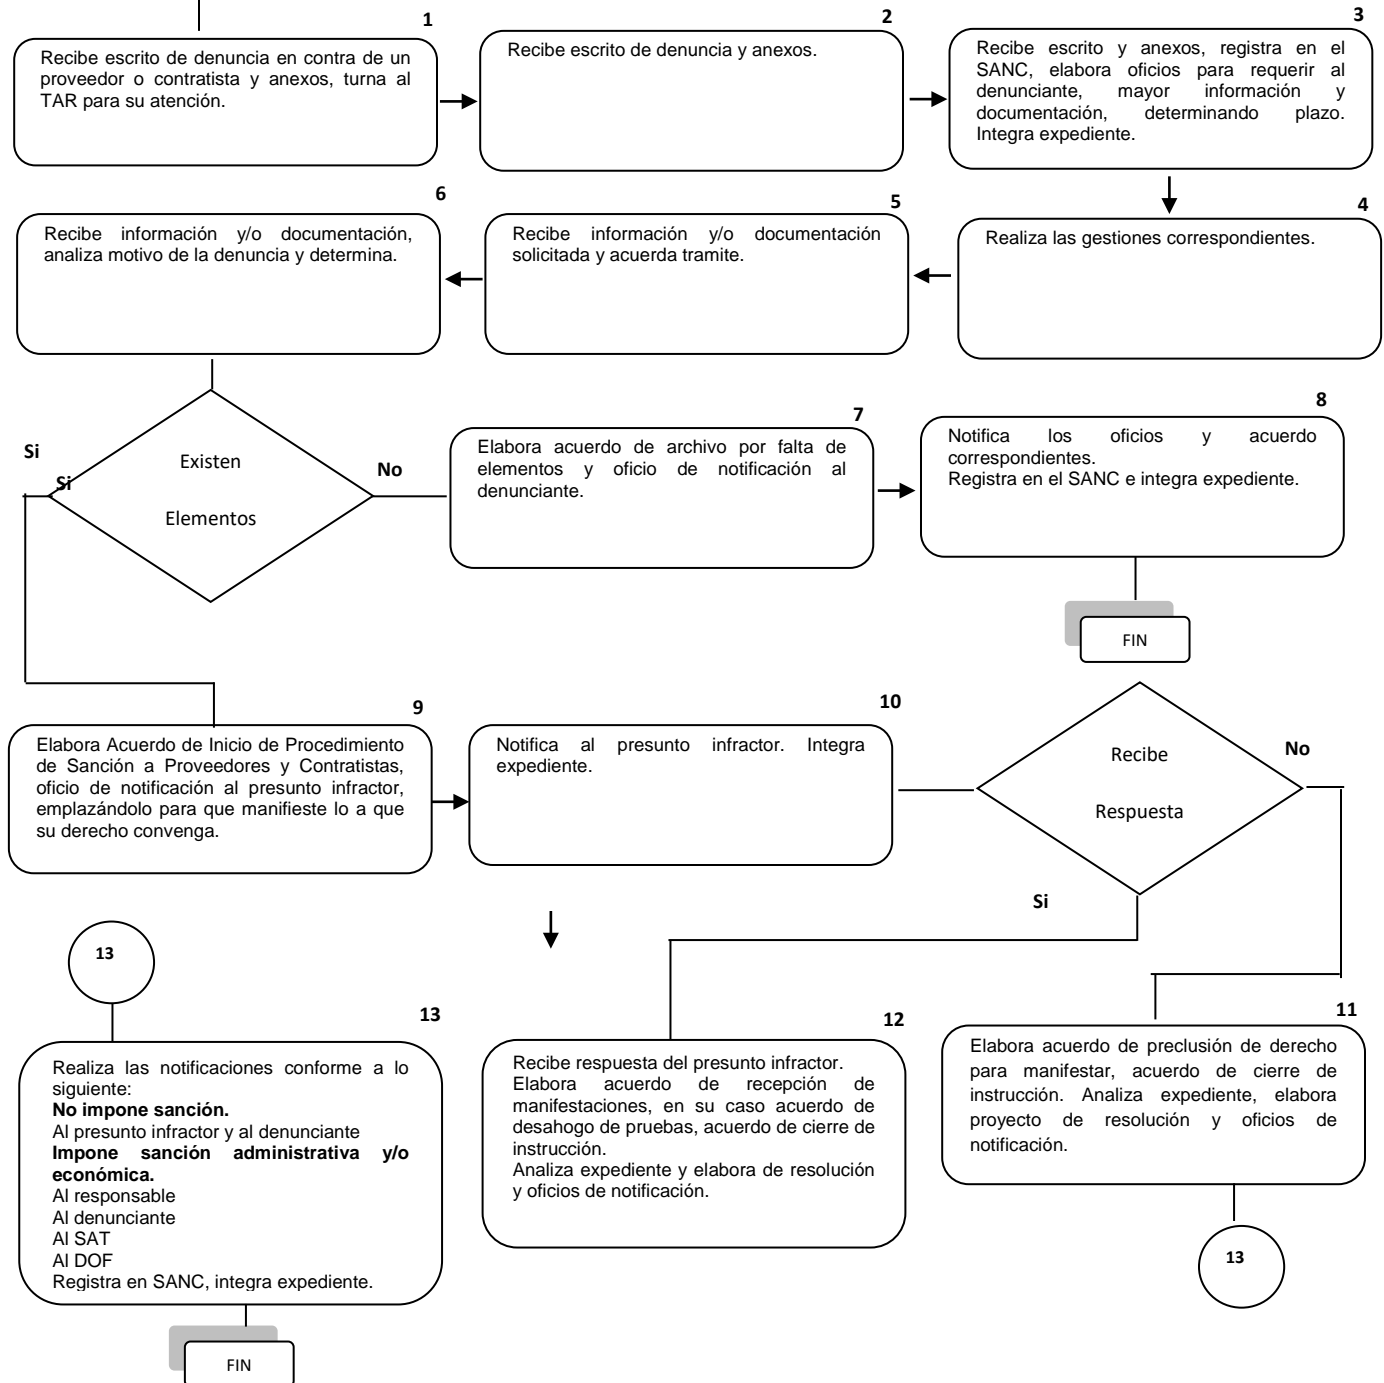 1
Recibe escrito de denuncia en contra de un
proveedor o contratista y anexos, turna al
TAR para su atención.
2
Recibe escrito de denuncia y anexos.
3
Recibe escrito y anexos, registra en el
SANC, elabora oficios para requerir al
denunciante, mayor información y
documentación, determinando plazo.
Integra expediente.
4
Realiza las gestiones correspondientes.
5
Recibe información y/o documentación
solicitada y acuerda tramite.
6
Recibe información y/o documentación,
analiza motivo de la denuncia y determina.
Existen
Elementos
Si
Si
No
7
Elabora acuerdo de archivo por falta de
elementos y oficio de notificación al
denunciante.
8
Notifica los oficios y acuerdo
correspondientes.
Registra en el SANC e integra expediente.
FIN
9
Elabora Acuerdo de Inicio de Procedimiento
de Sanción a Proveedores y Contratistas,
oficio de notificación al presunto infractor,
emplazándolo para que manifieste lo a que
su derecho convenga.
10
Notifica al presunto infractor. Integra
expediente.
Recibe
Respuesta
No
Si
11
Elabora acuerdo de preclusión de derecho
para manifestar, acuerdo de cierre de
instrucción. Analiza expediente, elabora
proyecto de resolución y oficios de
notificación.
13
12
Recibe respuesta del presunto infractor.
Elabora acuerdo de recepción de
manifestaciones, en su caso acuerdo de
desahogo de pruebas, acuerdo de cierre de
instrucción.
Analiza expediente y elabora de resolución
y oficios de notificación.
13
13
Realiza las notificaciones conforme a lo
siguiente:
No impone sanción.
Al presunto infractor y al denunciante
Impone sanción administrativa y/o
económica.
Al responsable
Al denunciante
Al SAT
Al DOF
Registra en SANC, integra expediente.
FIN